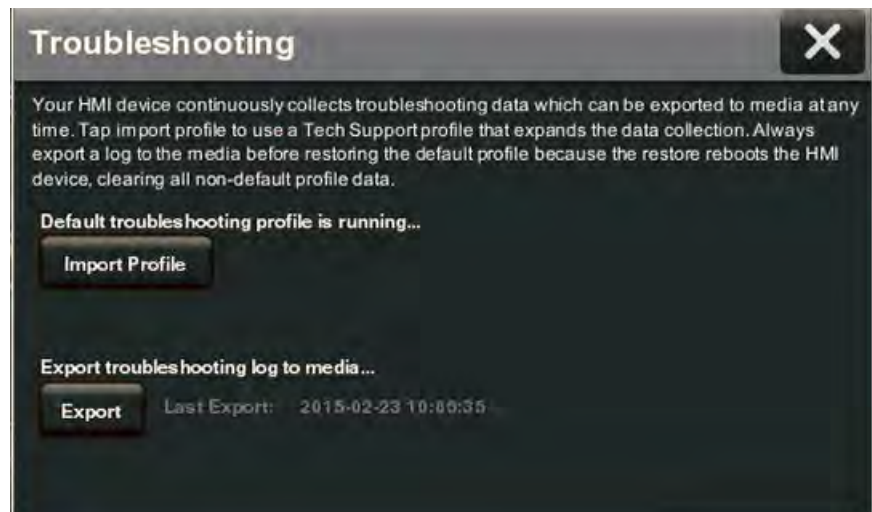 Troubleshooting
Your HMI device continuously collects troubleshooting data which can be exported to media at any
time. Tap import profile to use a Tech Support profile that expands the data collection. Always
export a log to the media before restoring the default profile because the restore reboots the HMI
device, clearing all non-default profile data.
Default troubleshooting profile is running...
Import Profile
Export troubleshooting log to media...
Export Last Export: 2015-02-23